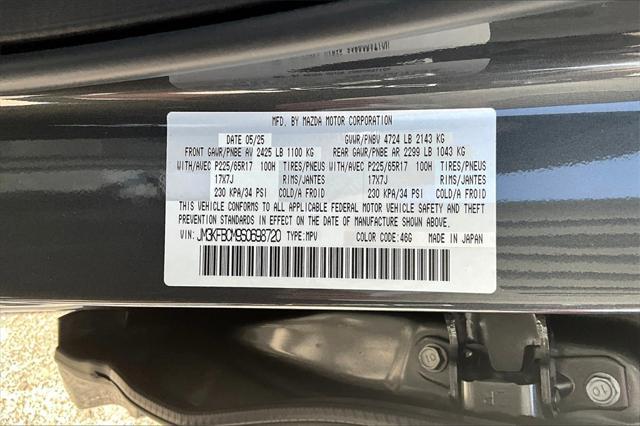 MFD. BY MAZDA MOTOR CORPORATION
DATE 05/25 GVWR/PNBV 4724 LB 2143 KG
FRONT GAWR/PNBE AV 2425 LB 1100 KG REAR GAWR/PNBE AR 2299 LB 1043 KG
WITH/AVEC P225/65R17 100H TIRES/PNEUS WITH/AVEC P225/65R17 100H TIRES/PNEUS
17X7J RIMS/JANTES 17X7J RIMS/JANTES
230 KPA/34 PSI COLD/A FROID 230 KPA/34 PSI COLD/A FROID
THIS VEHICLE CONFORMS TO ALL APPLICABLE FEDERAL MOTOR VEHICLE SAFETY AND THEFT
PREVENTION STANDARDS IN EFFECT ON THE DATE OF MANUFACTURE SHOWN ABOVE.
VIN: JM3KFBCM9S0698720 TYPE:MPV COLOR CODE:46G MADE IN JAPAN
10 10